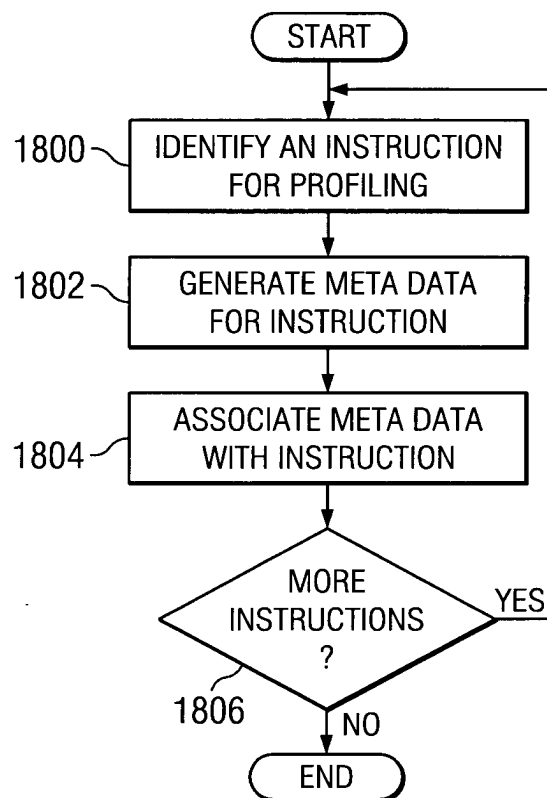 START
1800
IDENTIFY AN INSTRUCTION
FOR PROFILING
1802
GENERATE META DATA
FOR INSTRUCTION
1804
ASSOCIATE META DATA
WITH INSTRUCTION
MORE
INSTRUCTIONS
?
YES
1806
NO
END